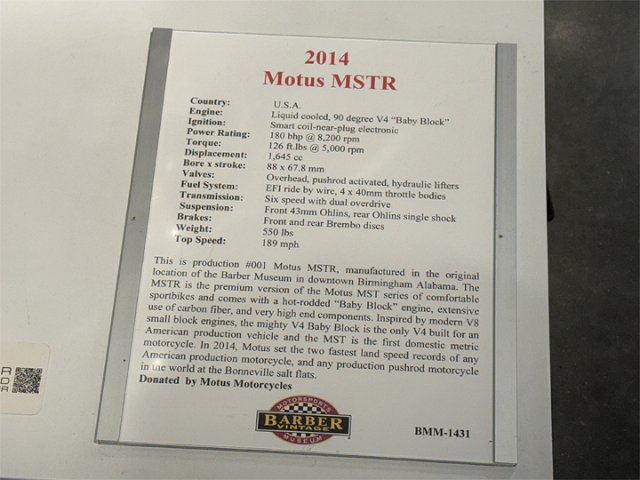 2014
Motus MSTR
Country: U.S.A.
Engine: Liquid cooled, 90 degree V4 “Baby Block”
Ignition: Smart coil-near-plug electronic
Power Rating: 180 bhp @ 8,200 rpm
Torque: 126 ft.lbs @ 5,000 rpm
Displacement: 1,645 cc
Bore x stroke: 88 x 67.8 mm
Valves: Overhead, pushrod activated, hydraulic lifters
Fuel System: EFI ride by wire, 4 x 40mm throttle bodies
Transmission: Six speed with dual overdrive
Suspension: Front 43mm Ohlins, rear Ohlins single shock
Brakes: Front and rear Brembo discs
Weight: 550 lbs
Top Speed: 189 mph
This is production #001 Motus MSTR, manufactured in the original
location of the Barber Museum in downtown Birmingham Alabama. The
MSTR is the premium version of the Motus MST series of comfortable
sportbikes and comes with a hot-rodded “Baby Block” engine, extensive
use of carbon fiber, and very high end components. Inspired by modern V8
small block engines, the mighty V4 Baby Block is the only V4 built for an
American production vehicle and the MST is the first domestic metric
motorcycle. In 2014, Motus set the two fastest land speed records of any
American production motorcycle, and any production pushrod motorcycle
in the world at the Bonneville salt flats.
Donated by Motus Motorcycles
MOTORSPORTS
BARBER
VINTAGE
MUSEUM
BMM-1431